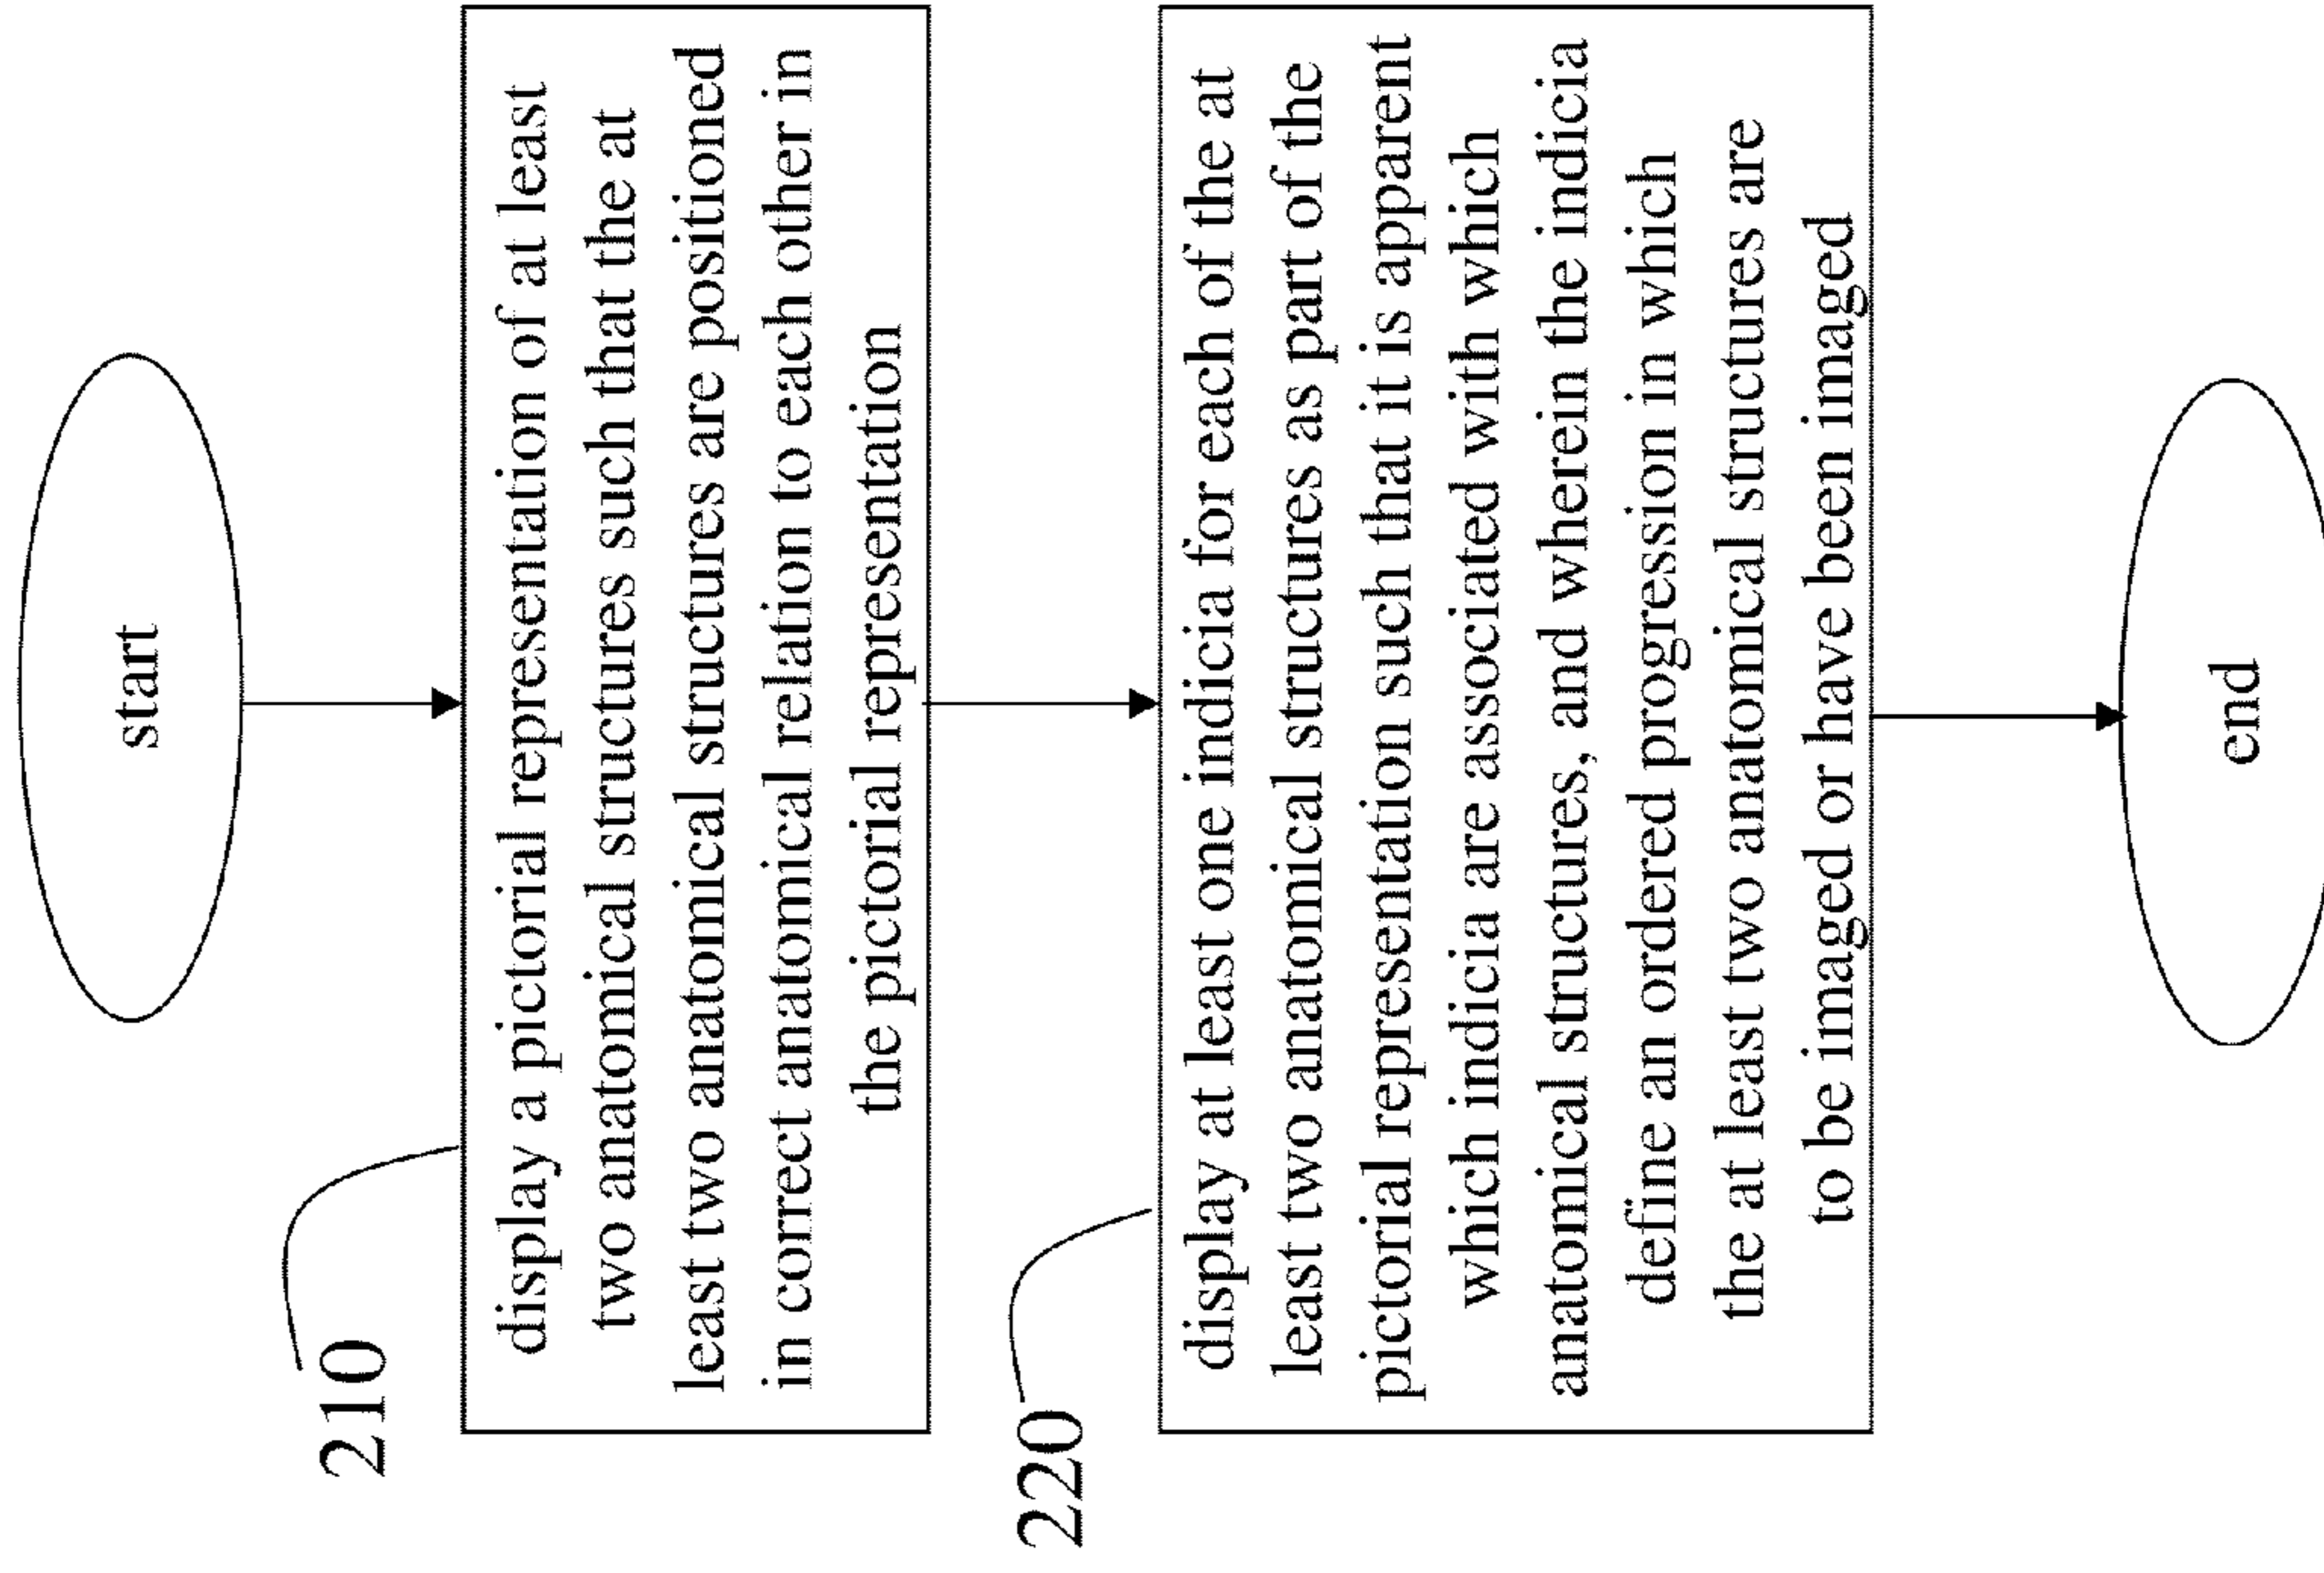 start
210
display a pictorial representation of at least
two anatomical structures such that the at
least two anatomical structures are positioned
in correct anatomical relation to each other in
the pictorial representation
220
display at least one indicia for each of the at
least two anatomical structures as part of the
pictorial representation such that it is apparent
which indicia are associated with which
anatomical structures, and wherein the indicia
define an ordered progression in which
the at least two anatomical structures are
to be imaged or have been imaged
end